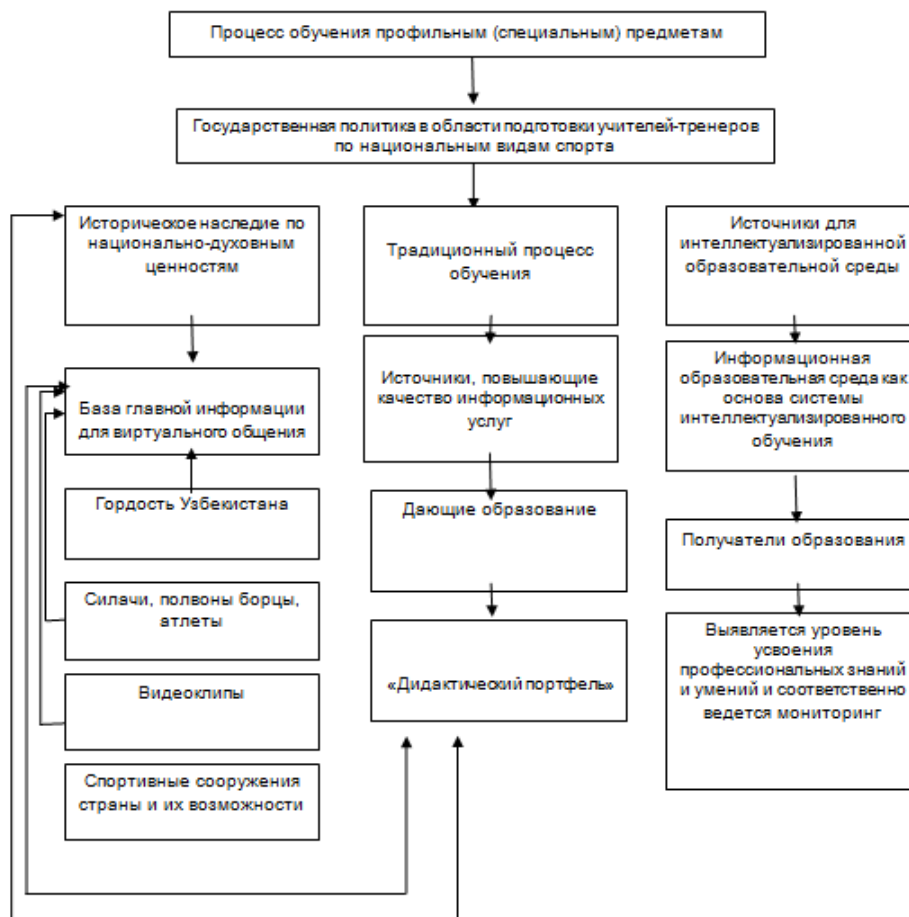 Процесс обучения профильным (специальным) предметам
Государственная политика в области подготовки учителей-тренеров
по национальным видам спорта
Историческое наследие по
национально-духовным
ценностям
База главной информации
для виртуального общения
Гордость Узбекистана
Силачи, полвоны борцы,
атлеты
Видеоклипы
Спортивные сооружения
страны и их возможности
Традиционный процесс
обучения
Источники, повышающие
качество информационных
услуг
Дающие образование
«Дидактический портфель»
Источники для
интеллектуализированной
образовательной среды
Информационная
образовательная среда как
основа системы
интеллектуализированного
обучения
Получатели образования
Выявляется уровень
усвоения
профессиональных знаний
и умений и соответственно
ведется мониторинг